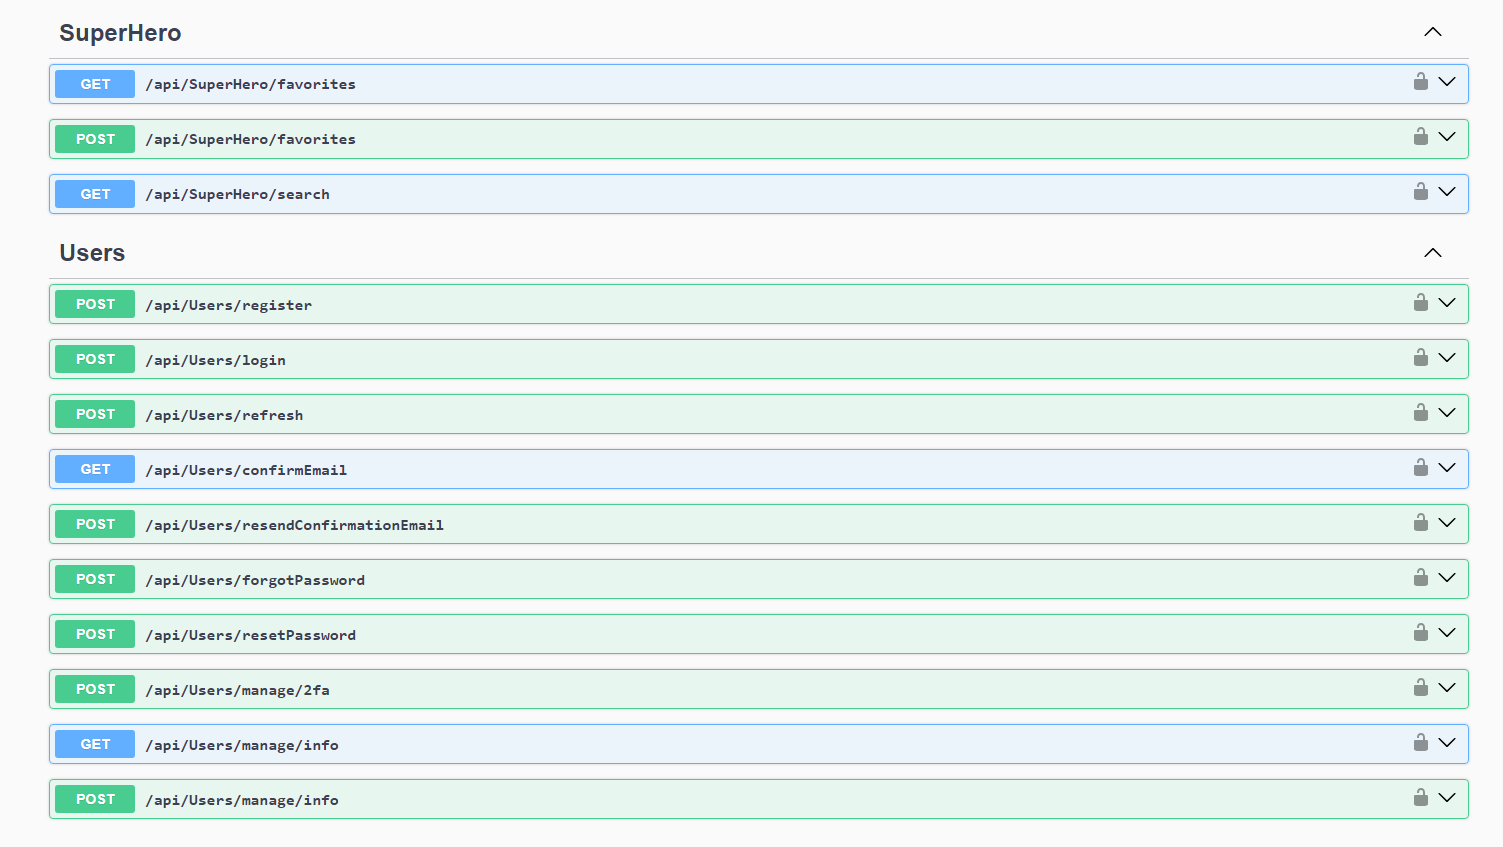 SuperHero
GET /api/SuperHero/favorites
POST /api/SuperHero/favorites
GET /api/SuperHero/search
Users
POST /api/Users/register
POST /api/Users/login
POST /api/Users/refresh
GET /api/Users/confirmEmail
POST /api/Users/resendConfirmationEmail
POST /api/Users/forgotPassword
POST /api/Users/resetPassword
POST /api/Users/manage/2fa
GET /api/Users/manage/info
POST /api/Users/manage/info